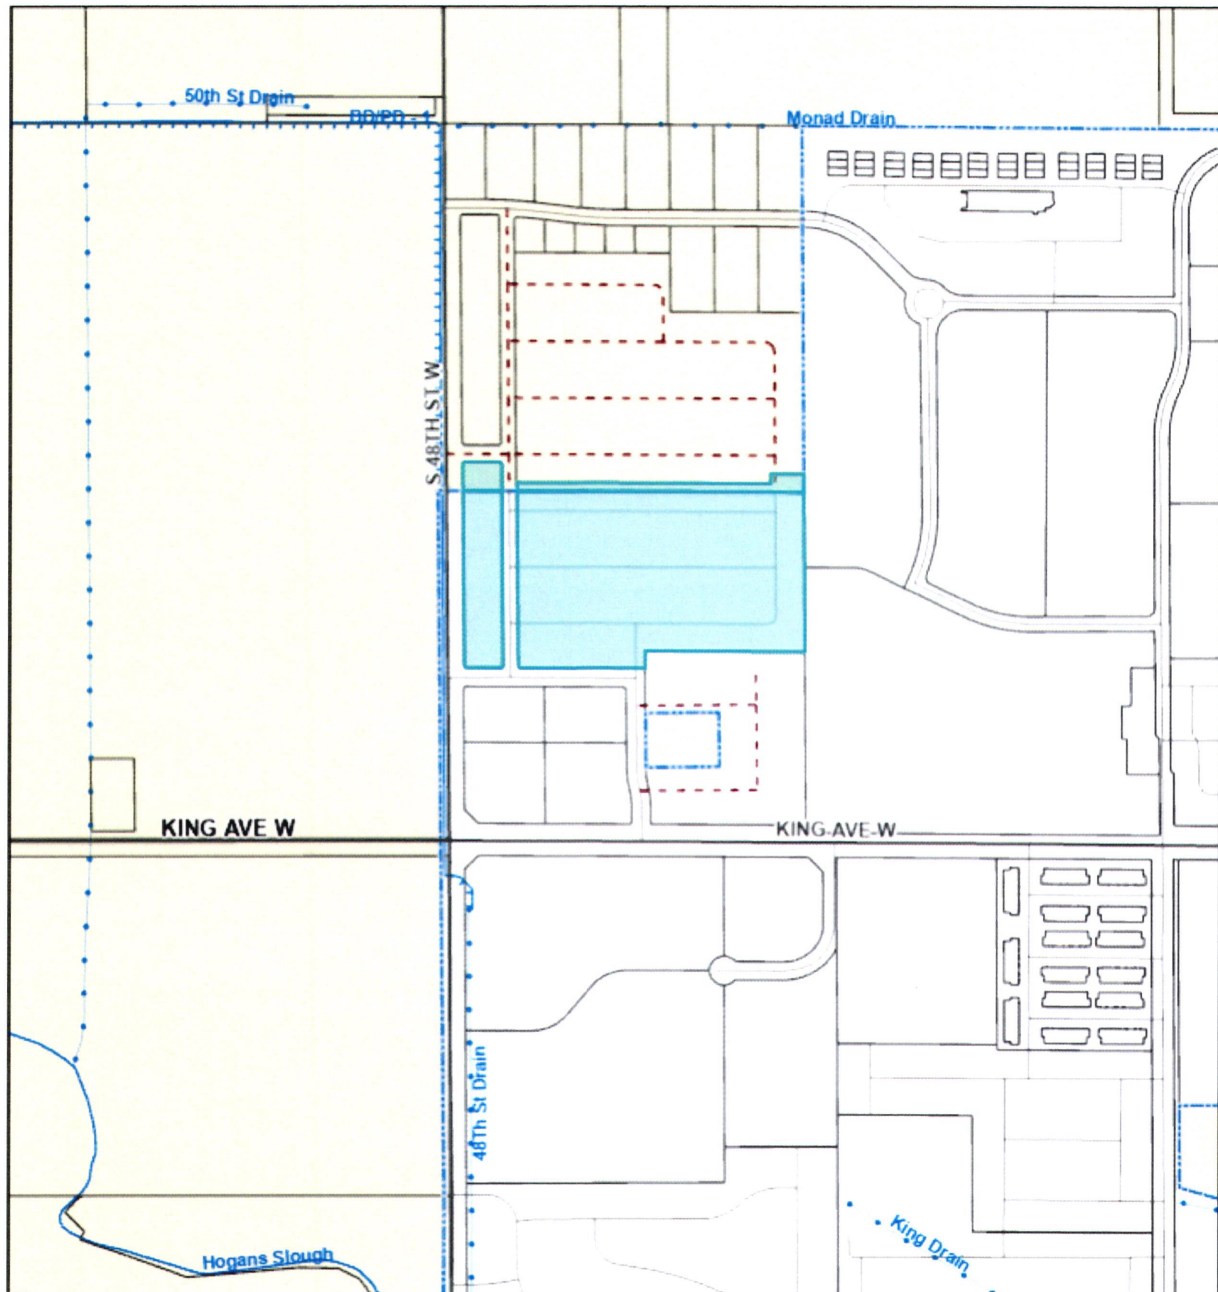 50th St Drain
BD/PD - 1
Monad Drain
S 48TH ST W
KING AVE W
KING AVE W
48Th St Drain
King Drain
Hogans Slough